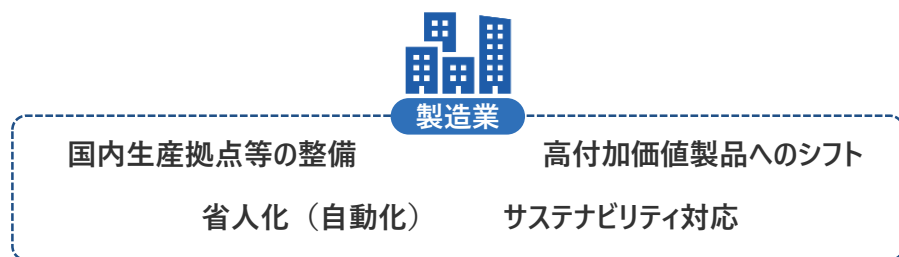 製造業
国内生産拠点等の整備 高付加価値製品へのシフト
省人化（自動化） サステナビリティ対応